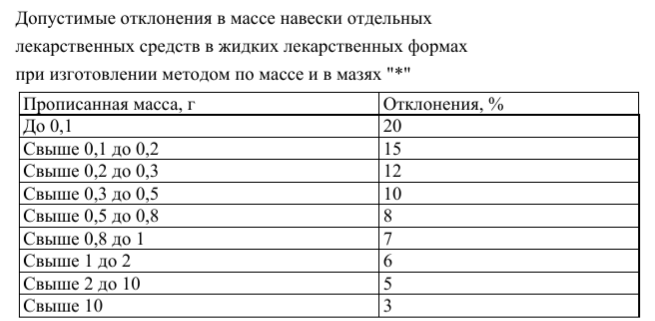 Допустимые отклонения в массе навески отдельных
лекарственных средств в жидких лекарственных формах
при изготовлении методом по массе и в мазях "*"
Прописанная масса, г Отклонения, %
До 0,1 20
Свыше 0,1 до 0,2 15
Свыше 0,2 до 0,3 12
Свыше 0,3 до 0,5 10
Свыше 0,5 до 0,8 8
Свыше 0,8 до 1 7
Свыше 1 до 2 6
Свыше 2 до 10 5
Свыше 10 3